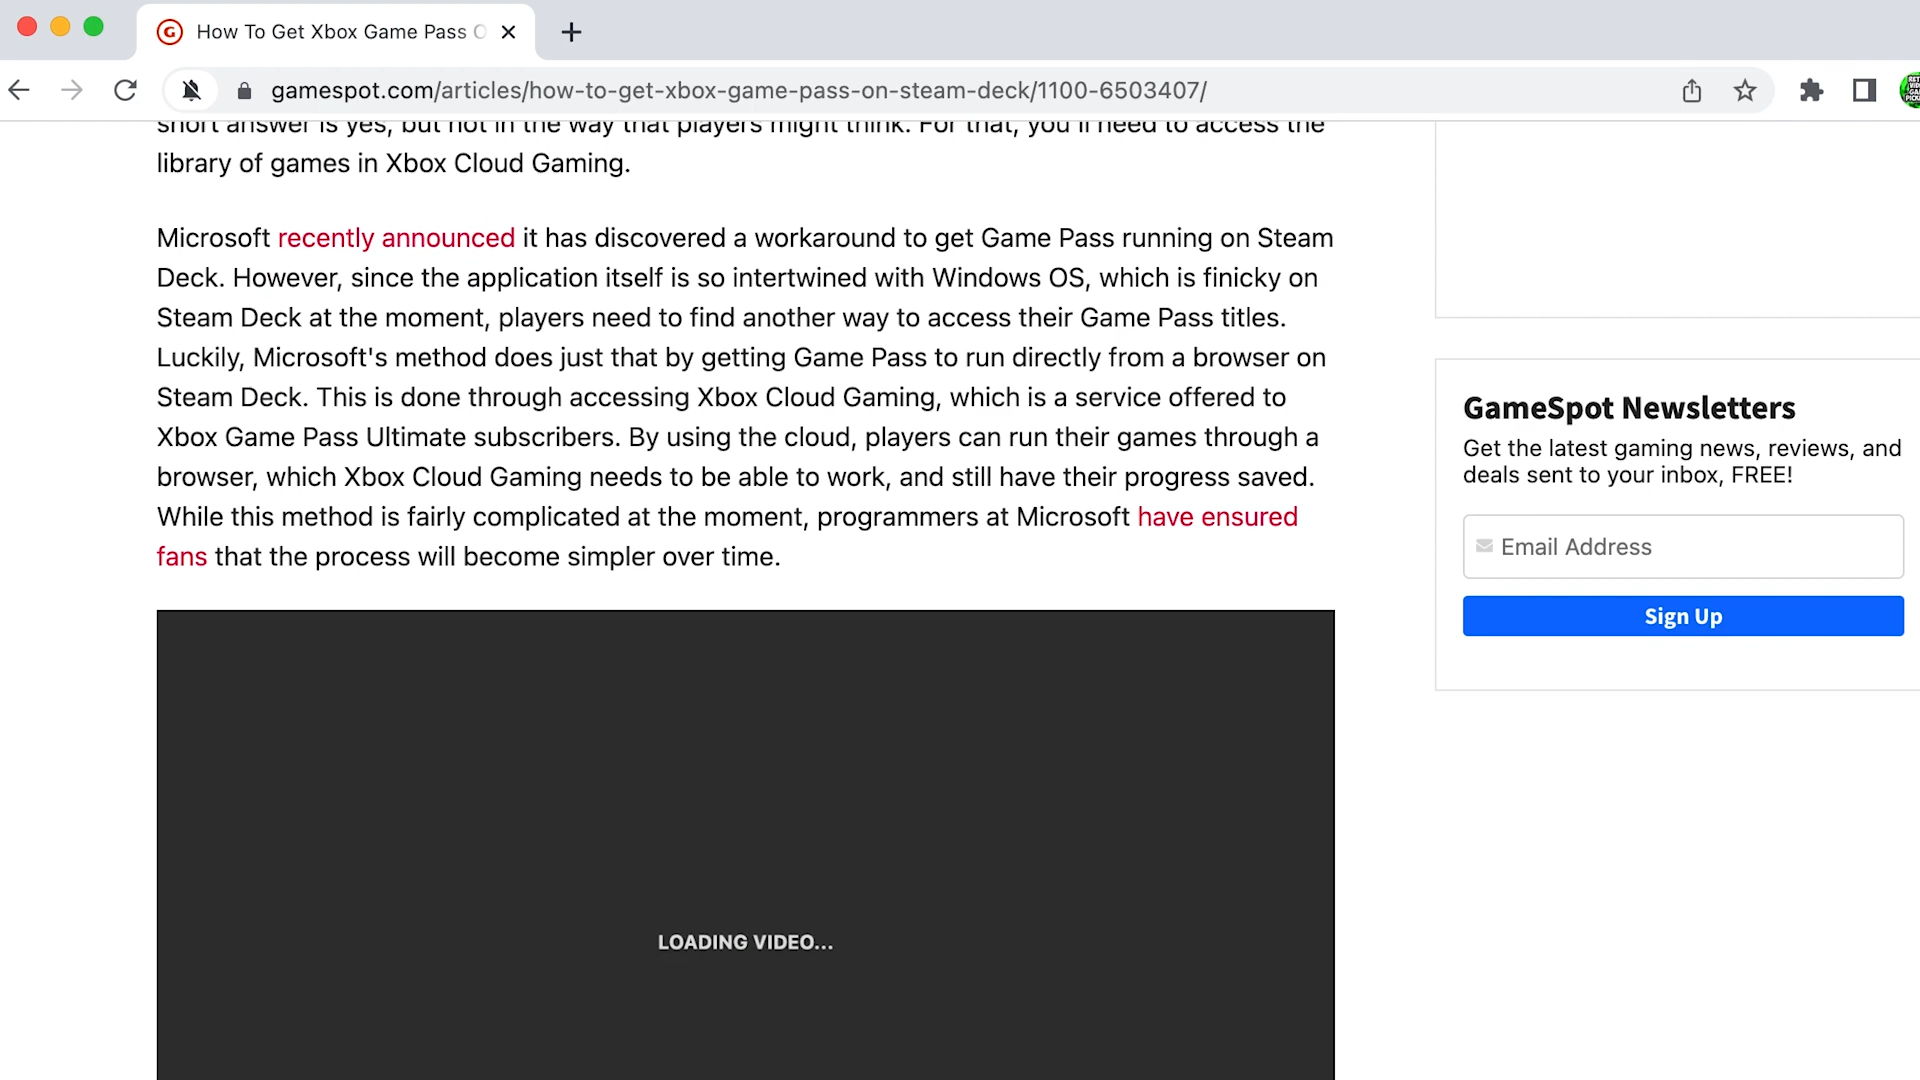 How To Get Xbox Game Pass O
gamespot.com/articles/how-to-get-xbox-game-pass-on-steam-deck/1100-6503407/
short answer is yes, but not in the way that players might think. For that, you'll need to access the
library of games in Xbox Cloud Gaming.
Microsoft recently announced it has discovered a workaround to get Game Pass running on Steam
Deck. However, since the application itself is so intertwined with Windows OS, which is finicky on
Steam Deck at the moment, players need to find another way to access their Game Pass titles.
Luckily, Microsoft's method does just that by getting Game Pass to run directly from a browser on
Steam Deck. This is done through accessing Xbox Cloud Gaming, which is a service offered to
Xbox Game Pass Ultimate subscribers. By using the cloud, players can run their games through a
browser, which Xbox Cloud Gaming needs to be able to work, and still have their progress saved.
While this method is fairly complicated at the moment, programmers at Microsoft have ensured
fans that the process will become simpler over time.
LOADING VIDEO...
GameSpot Newsletters
Get the latest gaming news, reviews, and
deals sent to your inbox, FREE!
Email Address
Sign Up